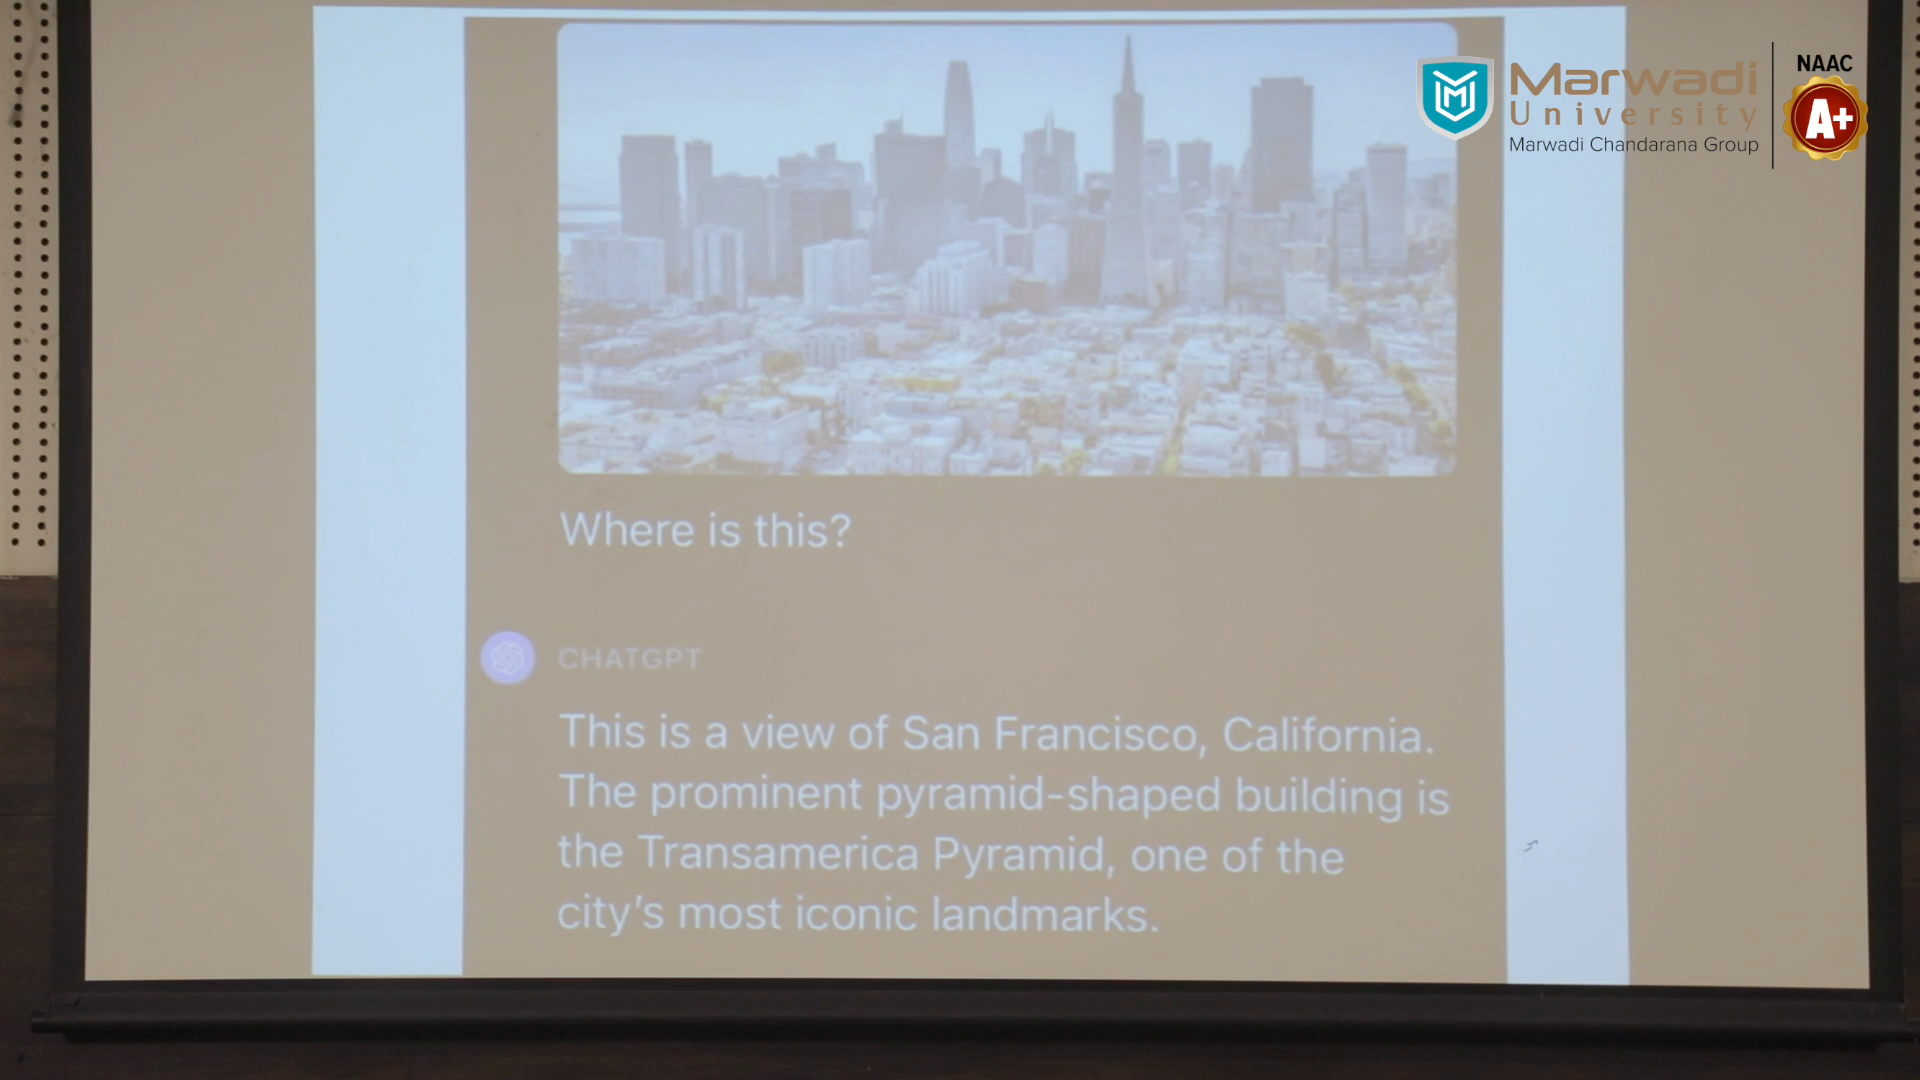 Marwadi
University
Marwadi Chandarana Group
NAAC
A+
Where is this?
CHATGPT
This is a view of San Francisco, California.
The prominent pyramid-shaped building is
the Transamerica Pyramid, one of the
city's most iconic landmarks.